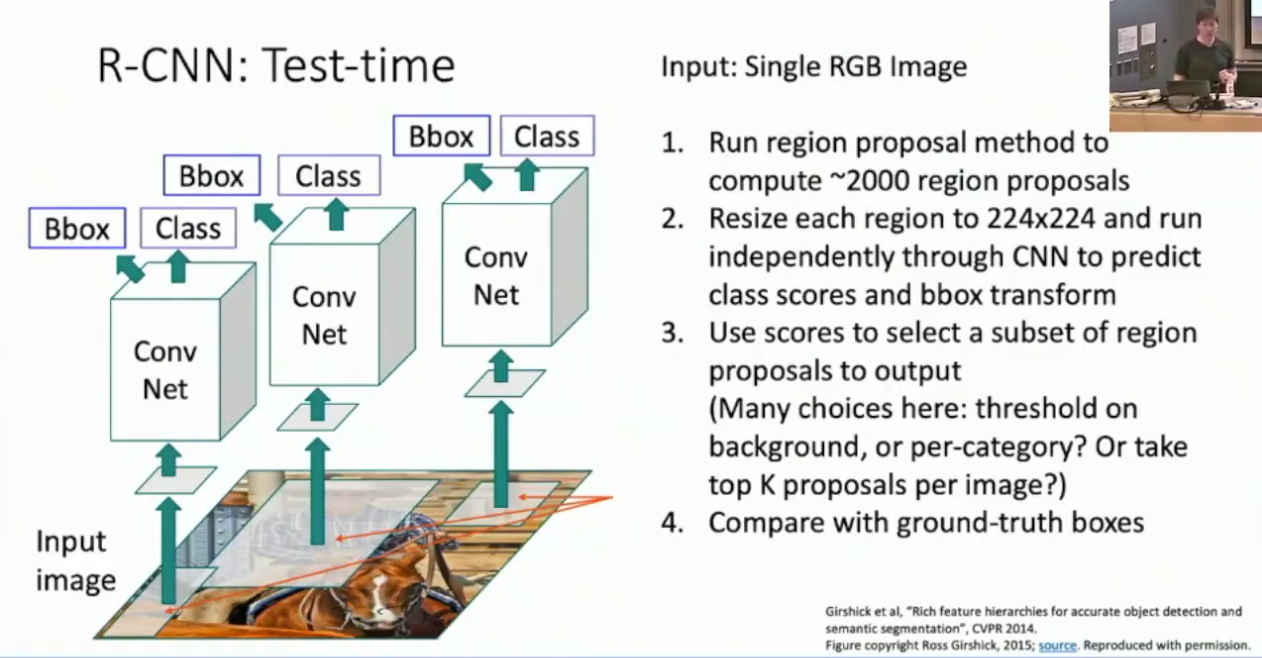 R-CNN: Test-time
Bbox
Class
Bbox
Class
Bbox
Class
Conv
Net
Conv
Net
Conv
Net
Input
image
Input: Single RGB Image
1. Run region proposal method to
compute ~2000 region proposals
2. Resize each region to 224x224 and run
independently through CNN to predict
class scores and bbox transform
3. Use scores to select a subset of region
proposals to output
(Many choices here: threshold on
background, or per-category? Or take
top K proposals per image?)
4. Compare with ground-truth boxes
Girshick et al, "Rich feature hierarchies for accurate object detection and
semantic segmentation", CVPR 2014.
Figure copyright Ross Girshick, 2015; source. Reproduced with permission.